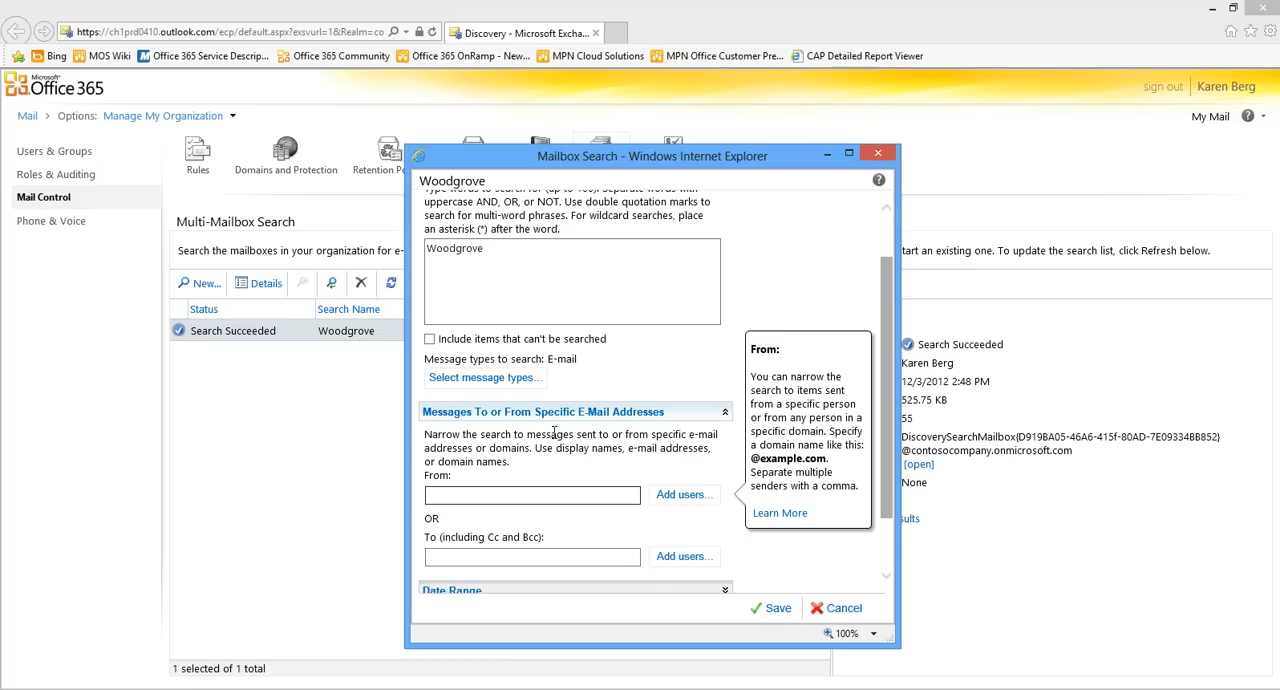 https://ch1prd0410.outlook.com/ecp/default.aspx?exsvurl=1&Realm=co
Discovery - Microsoft Excha...
Bing
MOS Wiki
Office 365 Service Descrip...
Office 365 Community
Office 365 OnRamp - New...
MPN Cloud Solutions
MPN Office Customer Pre...
CAP Detailed Report Viewer
Microsoft®
Office 365
sign out
Karen Berg
Mail > Options: Manage My Organization
My Mail
Users & Groups
Roles & Auditing
Mail Control
Phone & Voice
Rules
Domains and Protection
Multi-Mailbox Search
Search the mailboxes in your organization for e-
tart an existing one. To update the search list, click Refresh below.
New...
Details
Status
Search Name
Search Succeeded
Woodgrove
1 selected of 1 total
Mailbox Search - Windows Internet Explorer
Woodgrove
Type words to search for (up to 100). Separate words with
uppercase AND, OR, or NOT. Use double quotation marks to
search for multi-word phrases. For wildcard searches, place
an asterisk (*) after the word.
Woodgrove
Include items that can't be searched
Message types to search: E-mail
Select message types...
Messages To or From Specific E-Mail Addresses
Narrow the search to messages sent to or from specific e-mail
addresses or domains. Use display names, e-mail addresses,
or domain names.
From:
Add users...
OR
To (including Cc and Bcc):
Add users...
Date Range
Save
Cancel
100%
From:
You can narrow the
search to items sent
from a specific person
or from any person in a
specific domain. Specify
a domain name like this:
@example.com.
Separate multiple
senders with a comma.
Learn More
Search Succeeded
Karen Berg
12/3/2012 2:48 PM
525.75 KB
55
DiscoverySearchMailbox{D919BA05-46A6-415f-80AD-7E09334BB852}
@contosocompany.onmicrosoft.com
[open]
None
sults